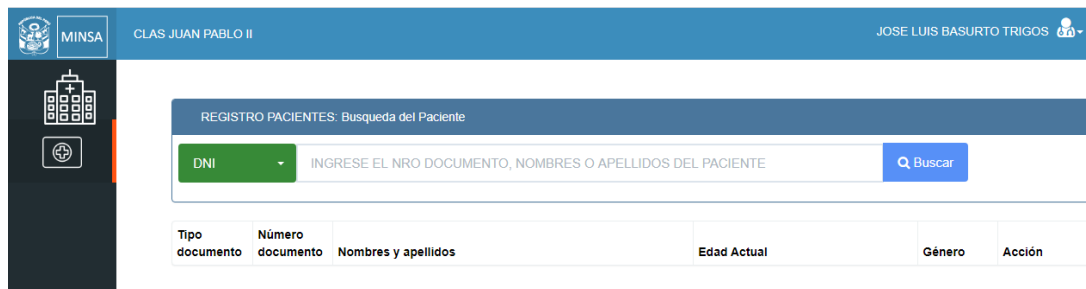 MINSA
CLAS JUAN PABLO II
JOSE LUIS BASURTO TRIGOS
REGISTRO PACIENTES: Busqueda del Paciente
DNI
INGRESE EL NRO DOCUMENTO, NOMBRES O APELLIDOS DEL PACIENTE
Buscar
Tipo documento
Número documento
Nombres y apellidos
Edad Actual
Género
Acción